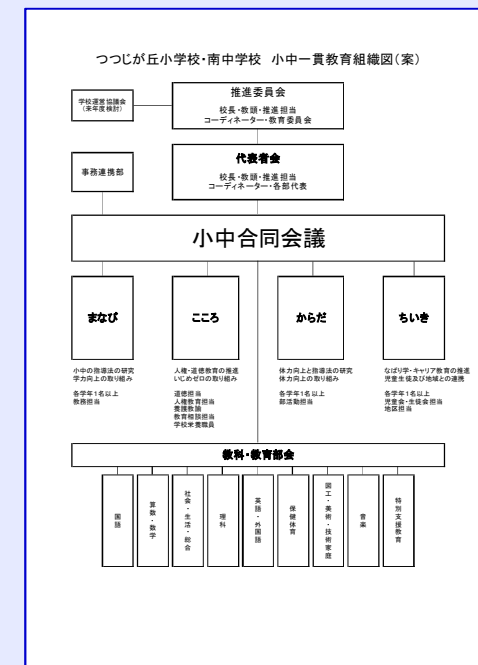 つつじが丘小学校・南中学校 小中一貫教育組織図(案)
学校運営協議会
(来年度検討)
推進委員会
校長・教頭・推進担当
コーディネーター・教育委員会
事務連携部
代表者会
校長・教頭・推進担当
コーディネーター・各部代表
小中合同会議
まなび
こころ
からだ
ちいき
小中の指導法の研究
学力向上の取り組み
各学年1名以上
教務担当
人権・道徳教育の推進
いじめゼロの取り組み
道徳担当
人権教育担当
養護教諭
教育相談担当
学校栄養職員
体力向上と指導法の研究
体力向上の取り組み
各学年1名以上
部活動担当
なばり学・キャリア教育の推進
児童生徒及び地域との連携
各学年1名以上
児童会・生徒会担当
地区担当
教科・教育部会
国語
算数・数学
社会・生活・総合
理科
英語・外国語
保健体育
図工・美術・技術家庭
音楽
特別支援教育